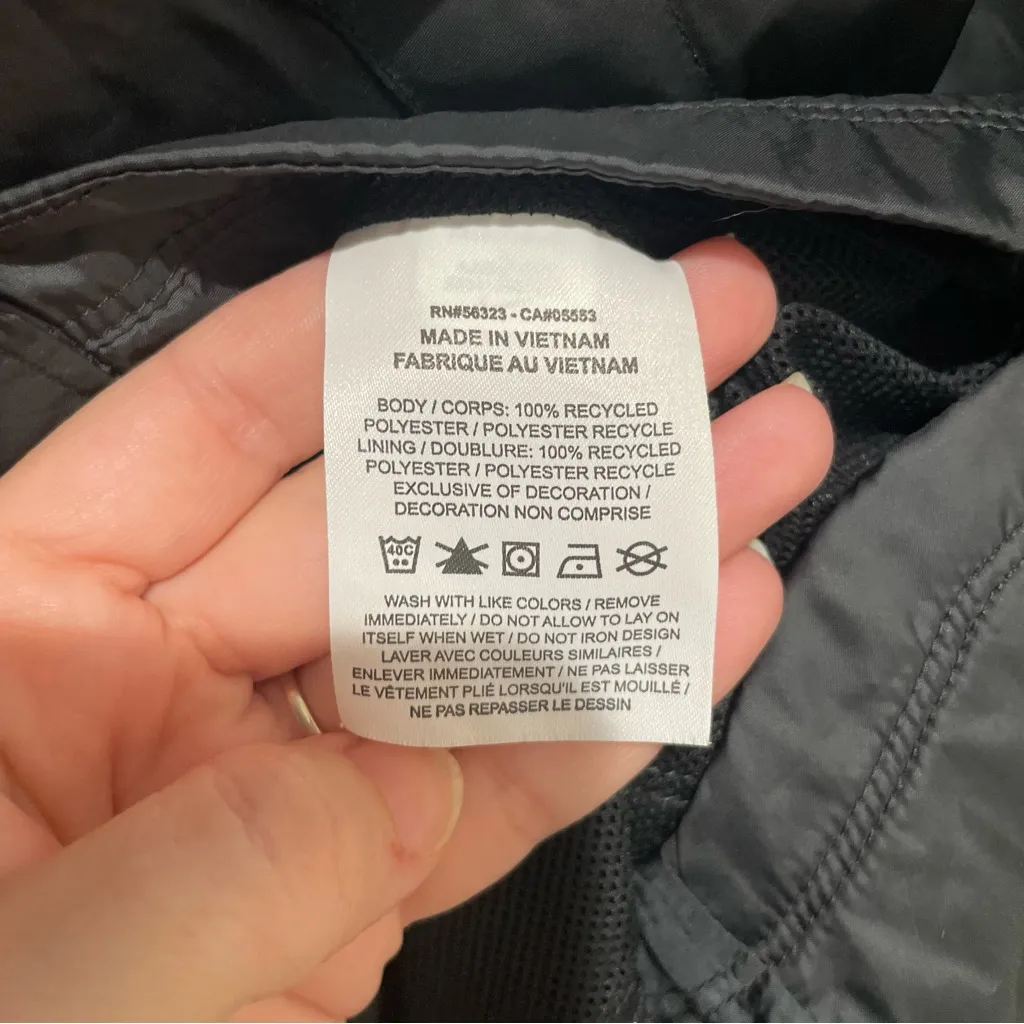 RN#56323 - CA#05553
MADE IN VIETNAM
FABRIQUE AU VIETNAM
BODY / CORPS: 100% RECYCLED
POLYESTER / POLYESTER RECYCLE
LINING / DOUBLURE: 100% RECYCLED
POLYESTER / POLYESTER RECYCLE
EXCLUSIVE OF DECORATION /
DECORATION NON COMPRISE
40C
WASH WITH LIKE COLORS / REMOVE
IMMEDIATELY / DO NOT ALLOW TO LAY ON
ITSELF WHEN WET / DO NOT IRON DESIGN
LAVER AVEC COULEURS SIMILAIRES /
ENLEVER IMMEDIATEMENT / NE PAS LAISSER
LE VÊTEMENT PLIÉ LORSQU'IL EST MOUILLÉ /
NE PAS REPASSER LE DESSIN